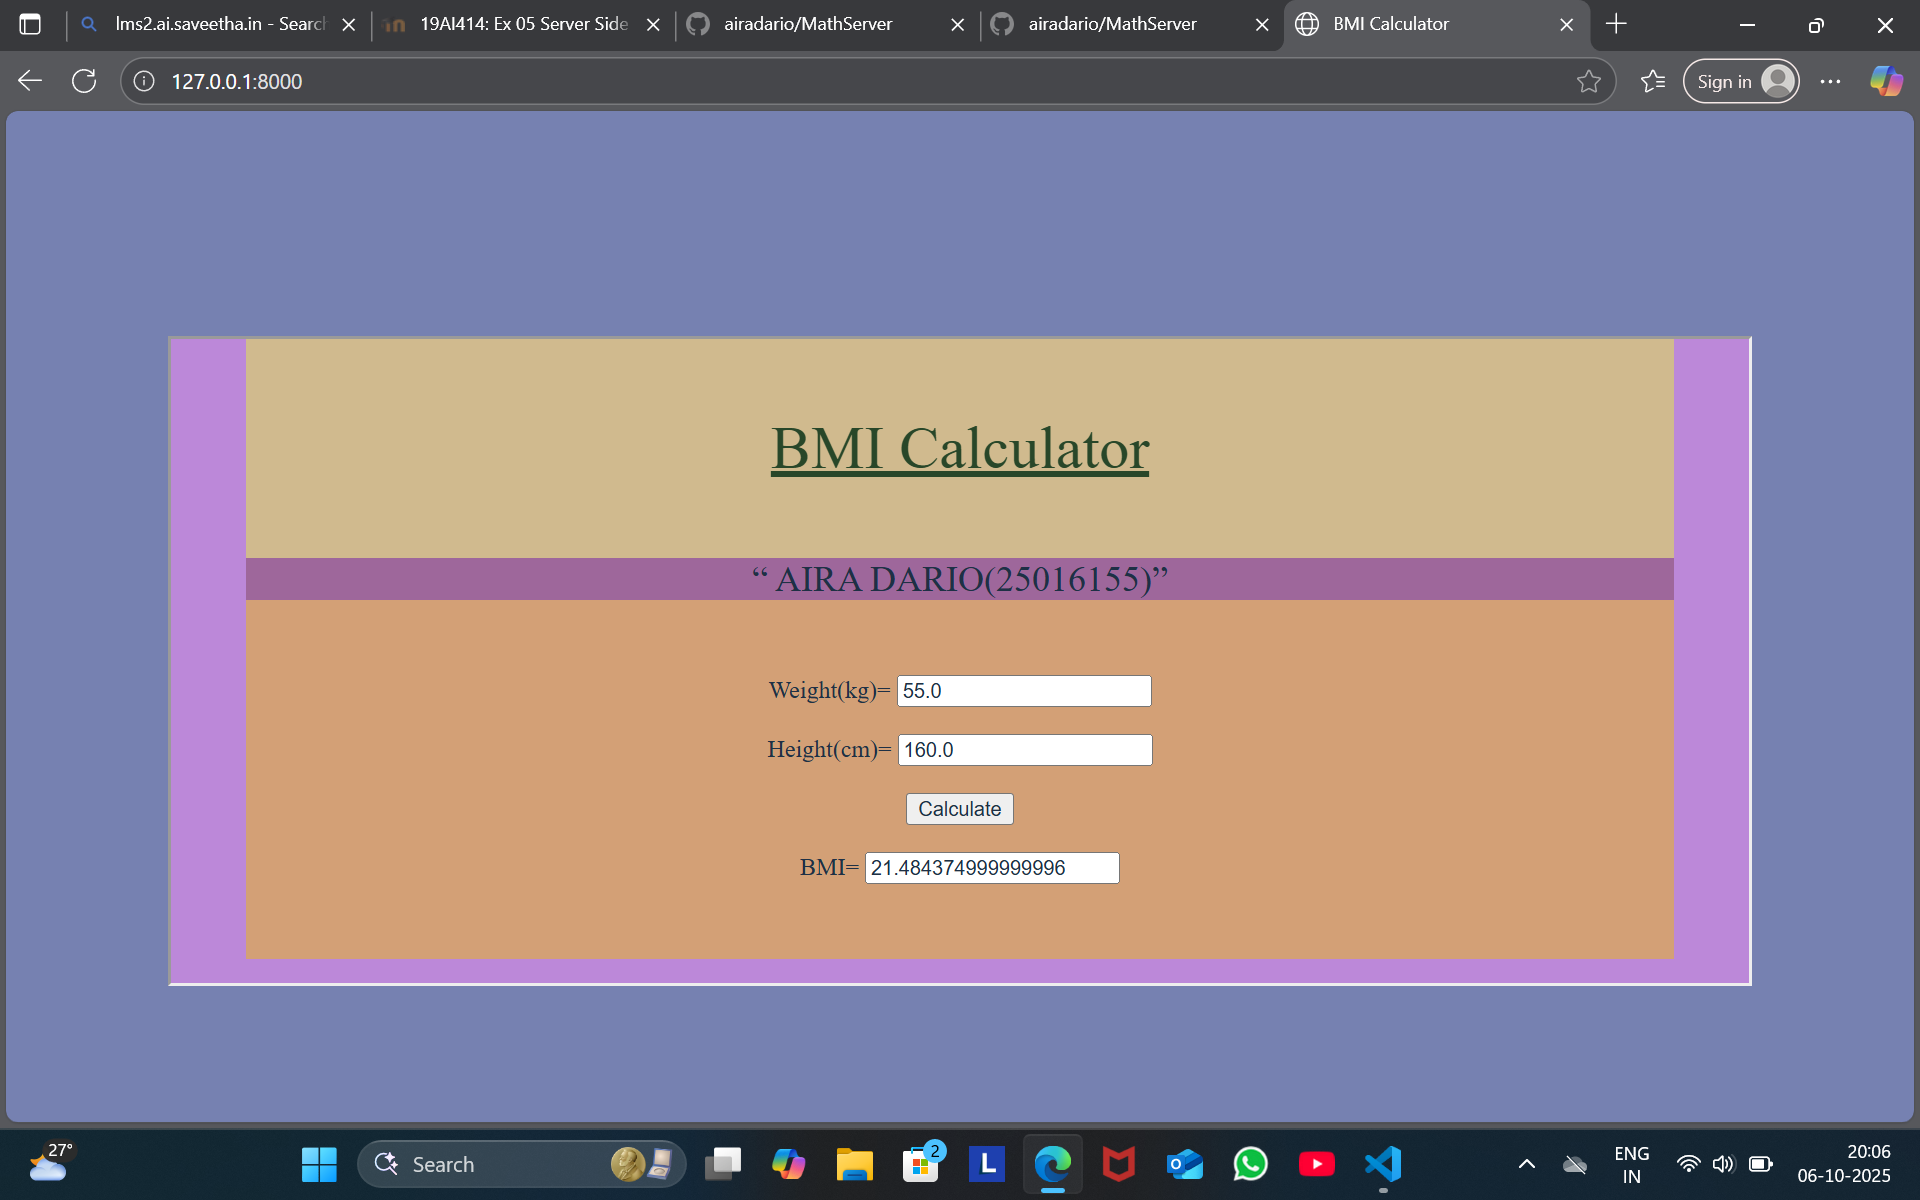 lms2.ai.saveetha.in - Search
19AI414: Ex 05 Server Side
airadario/MathServer
airadario/MathServer
BMI Calculator
127.0.0.1:8000
Sign in
BMI Calculator
“ AIRA DARIO(25016155)”
Weight(kg)= 55.0
Height(cm)= 160.0
Calculate
BMI= 21.484374999999996
27°
Search
2
L
ENG
IN
20:06
06-10-2025